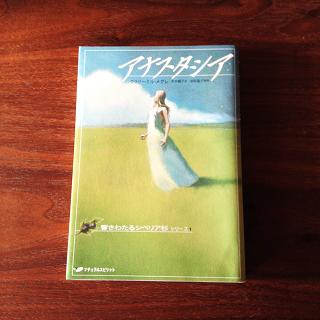 アナスタシア
ウラジーミル・メグレ
響きわたるシベリア杉 シリーズ1
ナチュラルスピリット